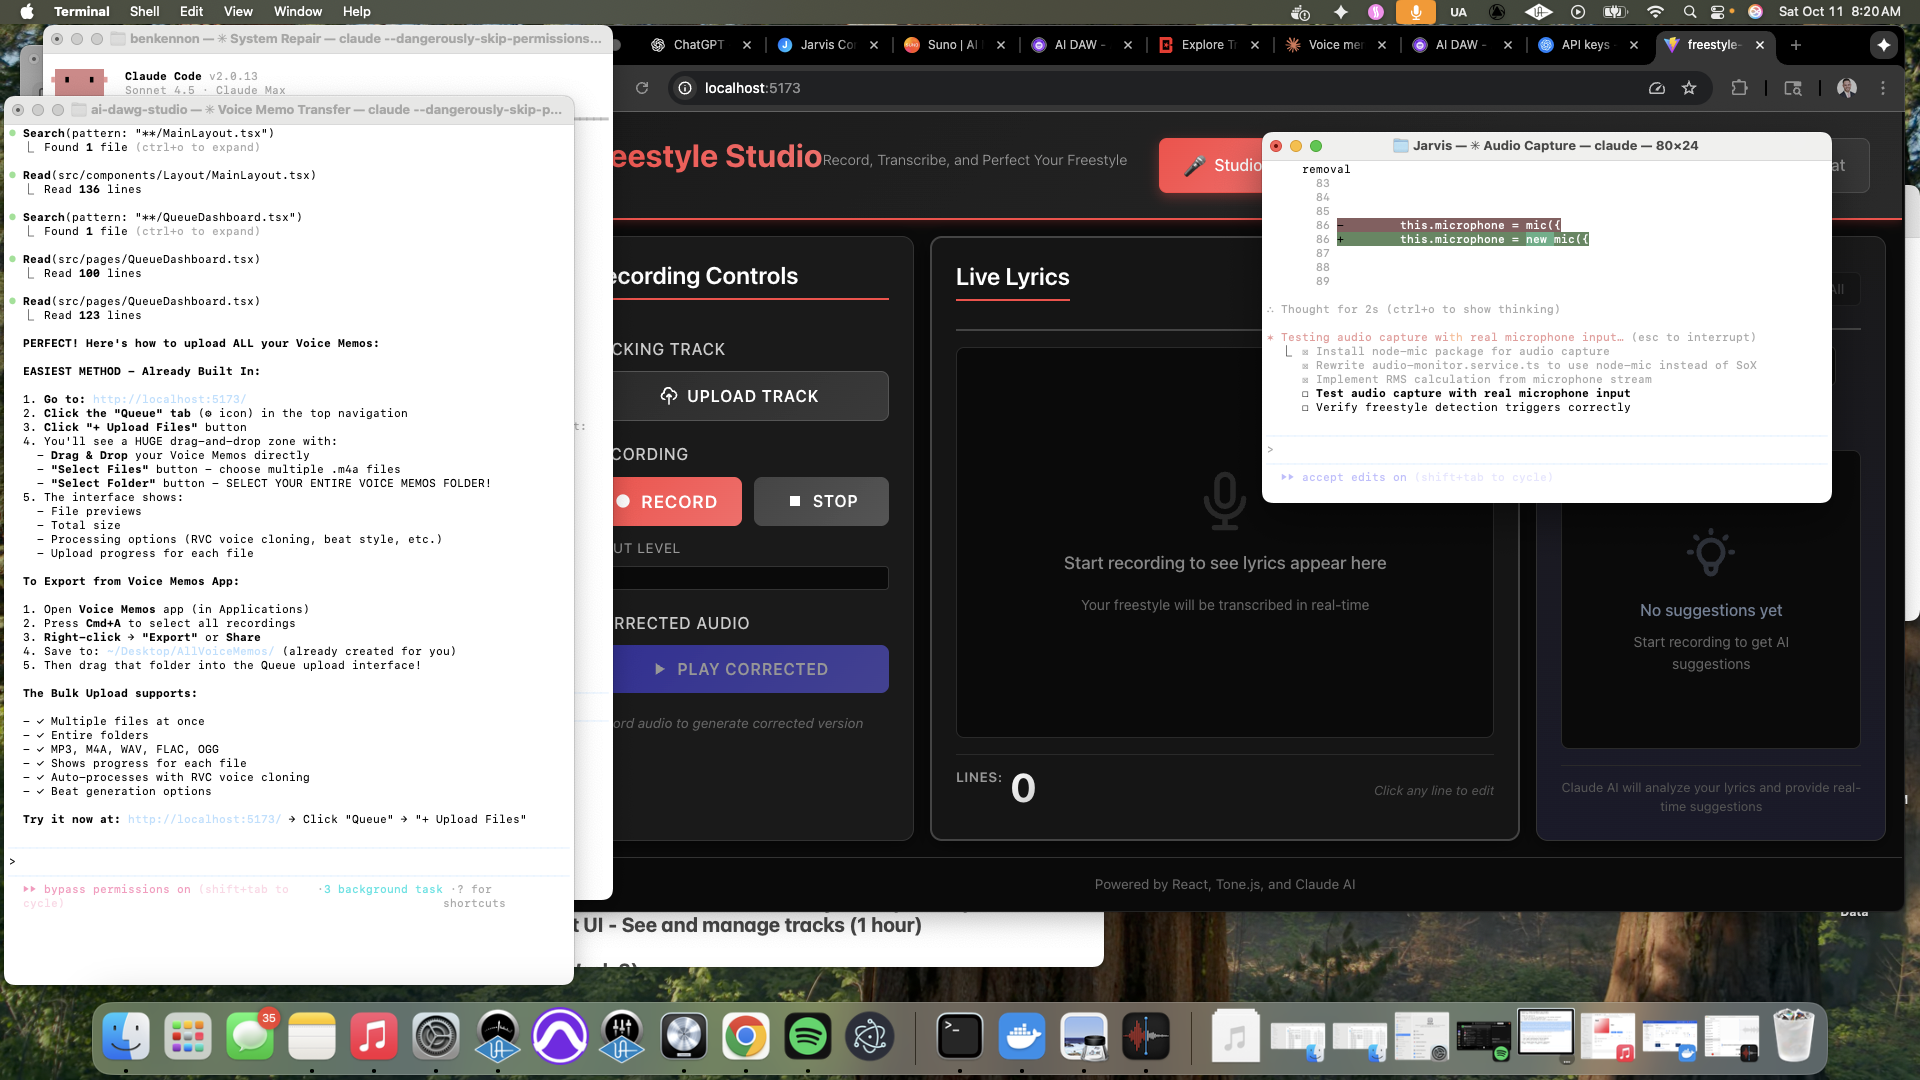 Terminal Shell Edit View Window Help
UA
Sat Oct 11 8:20 AM
benkennon — ✳ System Repair — claude --dangerously-skip-permissions...
Claude Code v2.0.13
Sonnet 4.5 · Claude Max
ai-dawg-studio — ✳ Voice Memo Transfer — claude --dangerously-skip-p...
Search(pattern: "**/MainLayout.tsx")
Found 1 file (ctrl+o to expand)
Read(src/components/Layout/MainLayout.tsx)
Read 136 lines
Search(pattern: "**/QueueDashboard.tsx")
Found 1 file (ctrl+o to expand)
Read(src/pages/QueueDashboard.tsx)
Read 100 lines
Read(src/pages/QueueDashboard.tsx)
Read 123 lines
PERFECT! Here's how to upload ALL your Voice Memos:
EASIEST METHOD – Already Built In:
1. Go to: http://localhost:5173/
2. Click the "Queue" tab (⚙ icon) in the top navigation
3. Click "+ Upload Files" button
4. You'll see a HUGE drag-and-drop zone with:
– Drag & Drop your Voice Memos directly
– "Select Files" button – choose multiple .m4a files
– "Select Folder" button – SELECT YOUR ENTIRE VOICE MEMOS FOLDER!
5. The interface shows:
– File previews
– Total size
– Processing options (RVC voice cloning, beat style, etc.)
– Upload progress for each file
To Export from Voice Memos App:
1. Open Voice Memos app (in Applications)
2. Press Cmd+A to select all recordings
3. Right-click → "Export" or Share
4. Save to: ~/Desktop/AllVoiceMemos/ (already created for you)
5. Then drag that folder into the Queue upload interface!
The Bulk Upload supports:
– ✓ Multiple files at once
– ✓ Entire folders
– ✓ MP3, M4A, WAV, FLAC, OGG
– ✓ Shows progress for each file
– ✓ Auto-processes with RVC voice cloning
– ✓ Beat generation options
Try it now at: http://localhost:5173/ → Click "Queue" → "+ Upload Files"
>
▸▸ bypass permissions on (shift+tab to cycle) · 3 background task · ? for shortcuts
t:
ChatGPT
Jarvis Co
Suno | AI
AI DAW -
Explore Tr
Voice mer
AI DAW -
API keys
freestyle-
localhost:5173
eestyle Studio
Record, Transcribe, and Perfect Your Freestyle
Studio
at
ecording Controls
CKING TRACK
UPLOAD TRACK
CORDING
RECORD
STOP
UT LEVEL
RRECTED AUDIO
PLAY CORRECTED
ord audio to generate corrected version
Live Lyrics
Start recording to see lyrics appear here
Your freestyle will be transcribed in real-time
LINES: 0
Click any line to edit
All
No suggestions yet
Start recording to get AI
suggestions
Claude AI will analyze your lyrics and provide real-
time suggestions
Powered by React, Tone.js, and Claude AI
Jarvis — ✳ Audio Capture — claude — 80×24
removal
83
84
85
86 - this.microphone = mic({
86 + this.microphone = new mic({
87
88
89
∴ Thought for 2s (ctrl+o to show thinking)
✶ Testing audio capture with real microphone input… (esc to interrupt)
☒ Install node-mic package for audio capture
☒ Rewrite audio-monitor.service.ts to use node-mic instead of SoX
☒ Implement RMS calculation from microphone stream
☐ Test audio capture with real microphone input
☐ Verify freestyle detection triggers correctly
>
▸▸ accept edits on (shift+tab to cycle)
t UI - See and manage tracks (1 hour)
Data
35